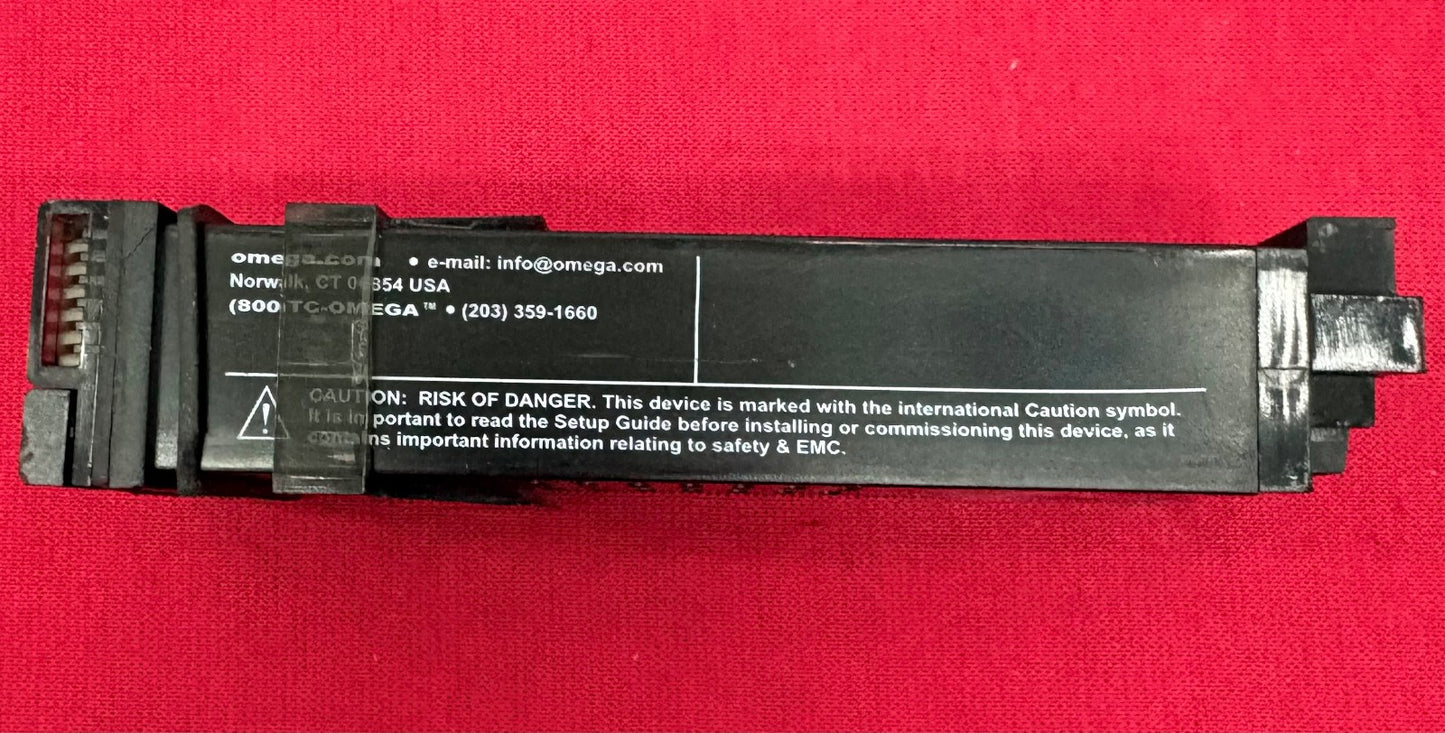 omega.com • e-mail: info@omega.com
Norwalk, CT 06854 USA
(800)TC-OMEGA™ • (203) 359-1660
CAUTION: RISK OF DANGER. This device is marked with the international Caution symbol.
It is important to read the Setup Guide before installing or commissioning this device, as it
contains important information relating to safety & EMC.